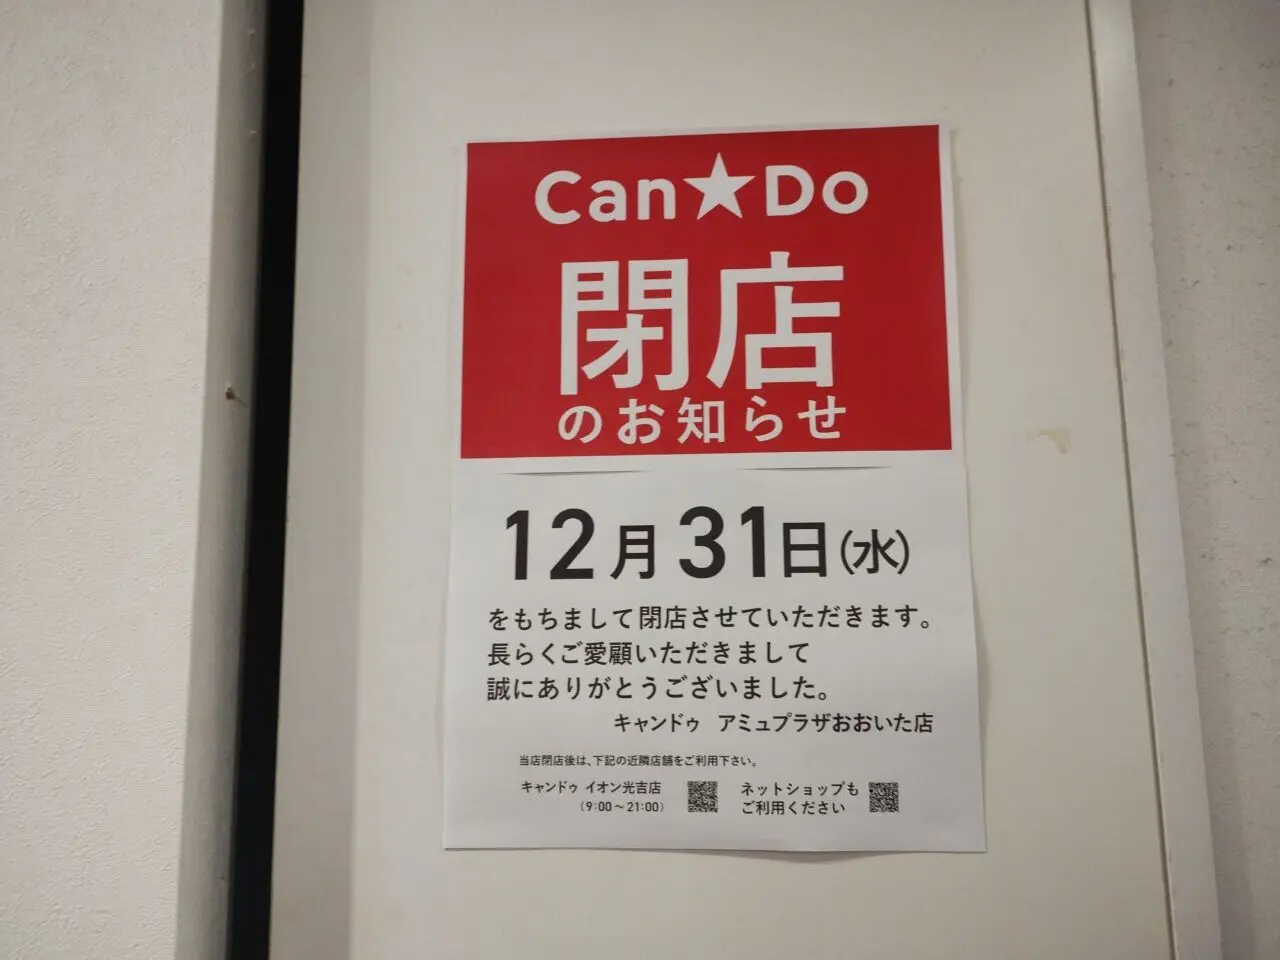 Can★Do
閉店
のお知らせ
12月31日(水)
をもちまして閉店させていただきます。
長らくご愛顧いただきまして
誠にありがとうございました。
キャンドゥ アミュプラザおおいた店
当店閉店後は、下記の近隣店舗をご利用下さい。
キャンドゥ イオン光吉店
(9:00~21:00)
ネットショップも
ご利用ください